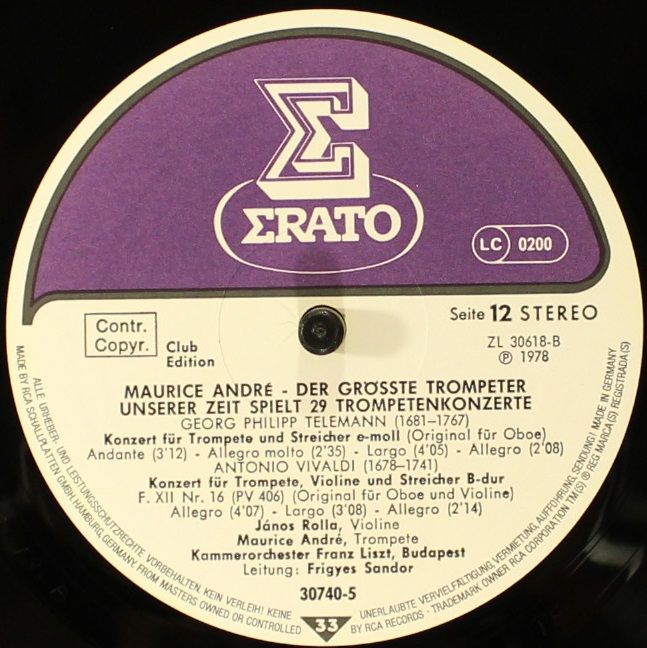 ΣRATO
LC 0200
Seite 12 STEREO
Contr.
Copyr.
Club
Edition
ZL 30618-B
Ⓟ 1978
MAURICE ANDRÉ - DER GRÖSSTE TROMPETER
UNSERER ZEIT SPIELT 29 TROMPETENKONZERTE
GEORG PHILIPP TELEMANN (1681-1767)
Konzert für Trompete und Streicher e-moll (Original für Oboe)
Andante (3'12) - Allegro molto (2'35) - Largo (4'05) - Allegro (2'08)
ANTONIO VIVALDI (1678-1741)
Konzert für Trompete, Violine und Streicher B-dur
F. XII Nr. 16 (PV 406) (Original für Oboe und Violine)
Allegro (4'07) - Largo (3'08) - Allegro (2'14)
János Rolla, Violine
Maurice André, Trompete
Kammerorchester Franz Liszt, Budapest
Leitung: Frigyes Sandor
30740-5
33
ALLE URHEBER- UND LEISTUNGSSCHUTZRECHTE VORBEHALTEN. KEIN VERLEIH! KEINE UNERLAUBTE VERVIELFÄLTIGUNG, VERMIETUNG, AUFFÜHRUNG, SENDUNG! MADE IN GERMANY
MADE BY RCA SCHALLPLATTEN GMBH, HAMBURG, GERMANY, FROM MASTERS OWNED OR CONTROLLED BY RCA RECORDS · TRADEMARK OWNER RCA CORPORATION TM(S) ® REG MARCA(S) REGISTRADA(S)